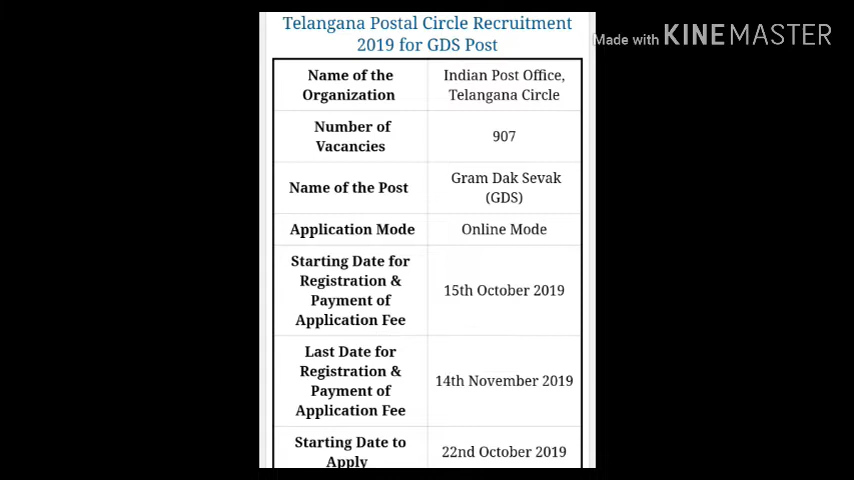 Telangana Postal Circle Recruitment
2019 for GDS Post
Made with KINEMASTER
Name of the
Organization
Indian Post Office,
Telangana Circle
Number of
Vacancies
907
Name of the Post
Gram Dak Sevak
(GDS)
Application Mode
Online Mode
Starting Date for
Registration &
Payment of
Application Fee
15th October 2019
Last Date for
Registration &
Payment of
Application Fee
14th November 2019
Starting Date to
Apply
22nd October 2019